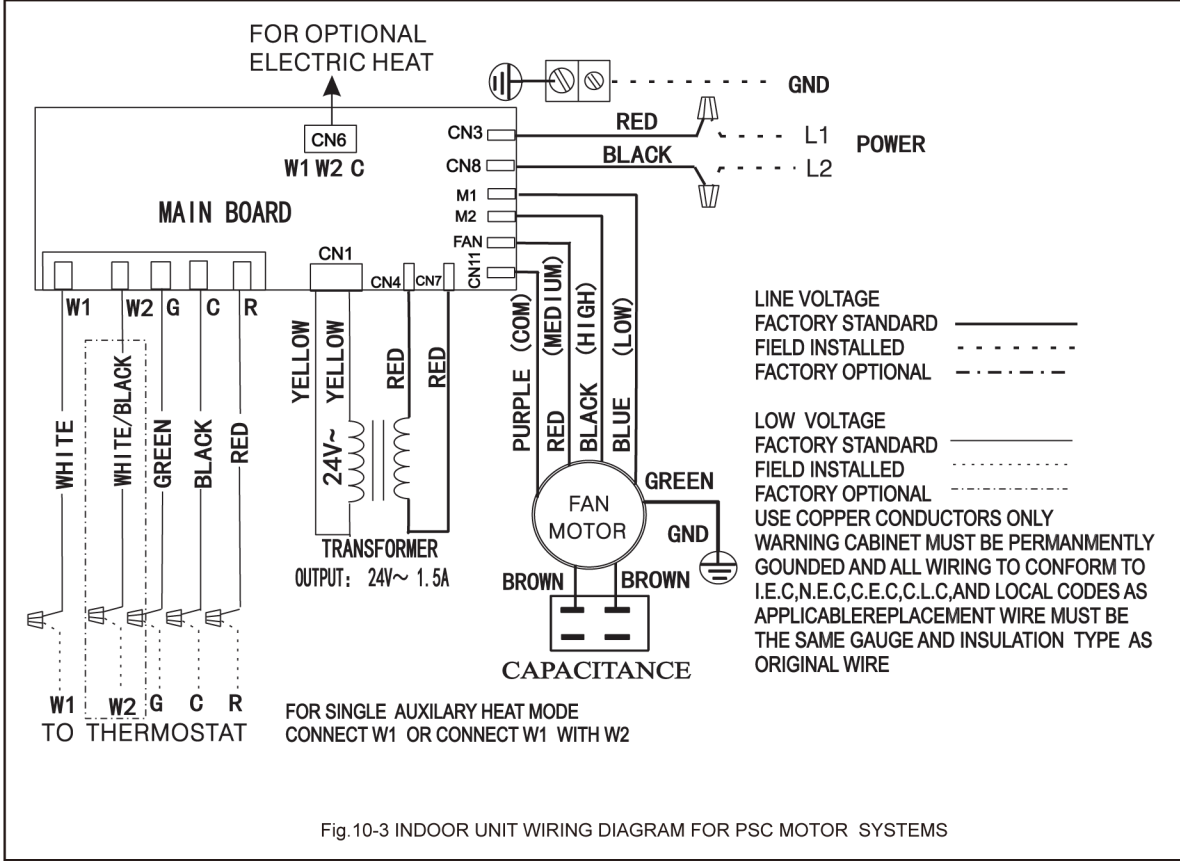 FOR OPTIONAL
ELECTRIC HEAT
GND
RED
L1
POWER
BLACK
L2
CN6
W1 W2 C
CN3
CN8
M1
M2
FAN
CN11
MAIN BOARD
CN1
CN4
CN7
W1
W2
G
C
R
WHITE
WHITE/BLACK
GREEN
BLACK
RED
YELLOW
YELLOW
24V~
RED
RED
PURPLE (COM)
RED (MEDIUM)
BLACK (HIGH)
BLUE (LOW)
TRANSFORMER
OUTPUT: 24V~ 1.5A
FAN
MOTOR
GREEN
GND
BROWN
BROWN
CAPACITANCE
LINE VOLTAGE
FACTORY STANDARD
FIELD INSTALLED
FACTORY OPTIONAL
LOW VOLTAGE
FACTORY STANDARD
FIELD INSTALLED
FACTORY OPTIONAL
USE COPPER CONDUCTORS ONLY
WARNING CABINET MUST BE PERMANMENTLY
GOUNDED AND ALL WIRING TO CONFORM TO
I.E.C,N.E.C,C.E.C,C.L.C,AND LOCAL CODES AS
APPLICABLEREPLACEMENT WIRE MUST BE
THE SAME GAUGE AND INSULATION TYPE AS
ORIGINAL WIRE
W1
W2
G
C
R
TO THERMOSTAT
FOR SINGLE AUXILARY HEAT MODE
CONNECT W1 OR CONNECT W1 WITH W2
Fig.10-3 INDOOR UNIT WIRING DIAGRAM FOR PSC MOTOR SYSTEMS